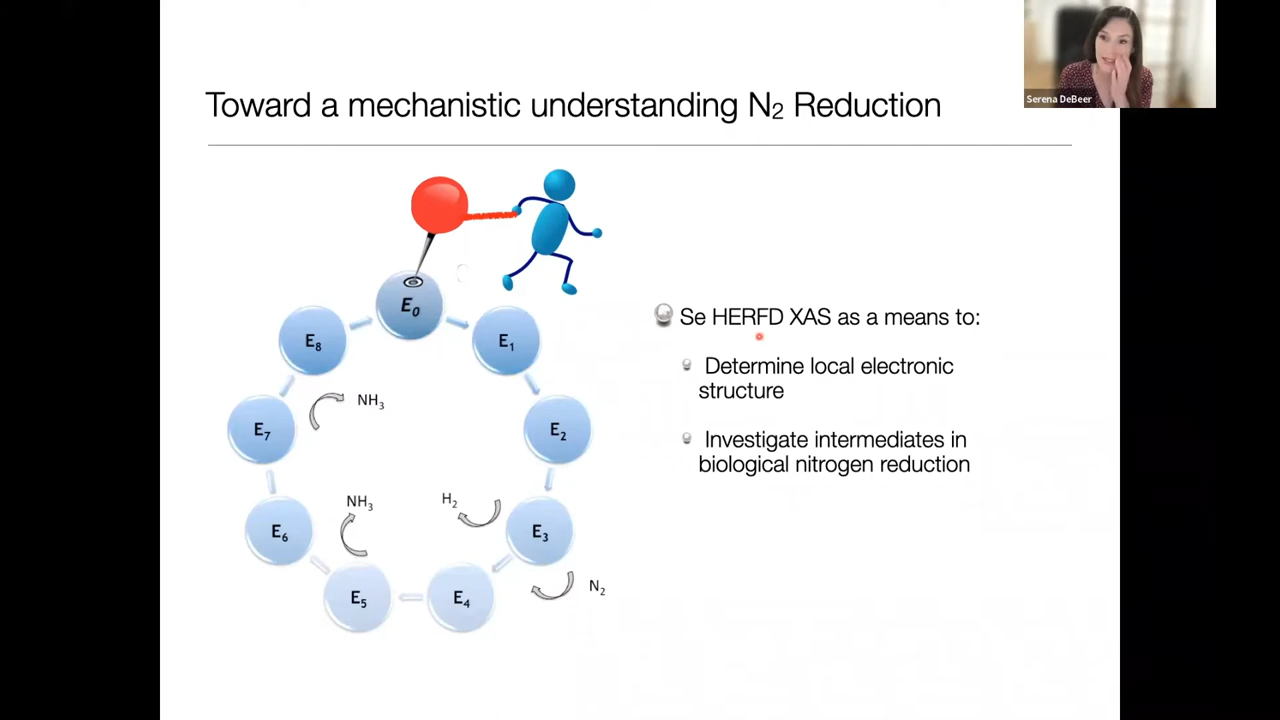 Serena DeBeer
Toward a mechanistic understanding N₂ Reduction
E₀
E₈
E₁
Se HERFD XAS as a means to:
Determine local electronic
structure
NH₃
E₇
E₂
Investigate intermediates in
biological nitrogen reduction
NH₃
H₂
E₆
E₃
N₂
E₅
E₄